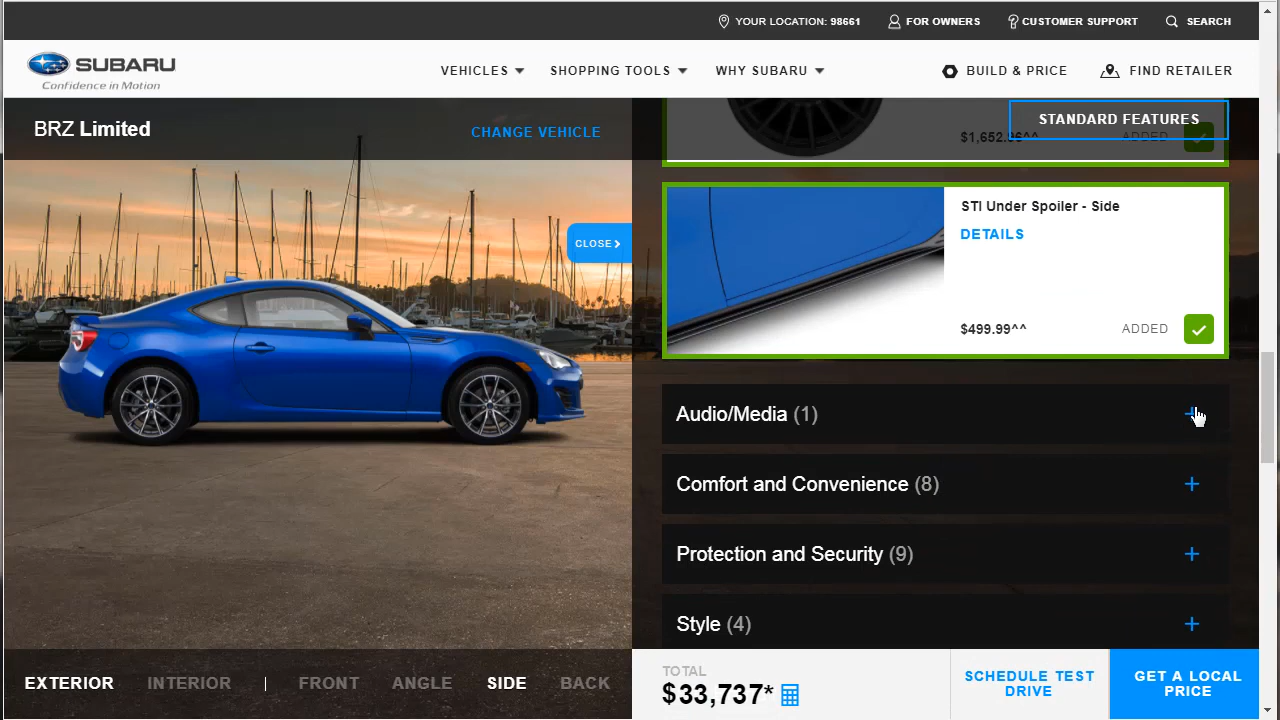 YOUR LOCATION: 98661
FOR OWNERS
CUSTOMER SUPPORT
SEARCH
SUBARU
Confidence in Motion
VEHICLES
SHOPPING TOOLS
WHY SUBARU
BUILD & PRICE
FIND RETAILER
BRZ Limited
CHANGE VEHICLE
STANDARD FEATURES
$1,652.86^^
ADDED
CLOSE
STI Under Spoiler - Side
DETAILS
$499.99^^
ADDED
Audio/Media (1)
Comfort and Convenience (8)
Protection and Security (9)
Style (4)
EXTERIOR
INTERIOR
|
FRONT
ANGLE
SIDE
BACK
TOTAL
$33,737*
SCHEDULE TEST
DRIVE
GET A LOCAL
PRICE